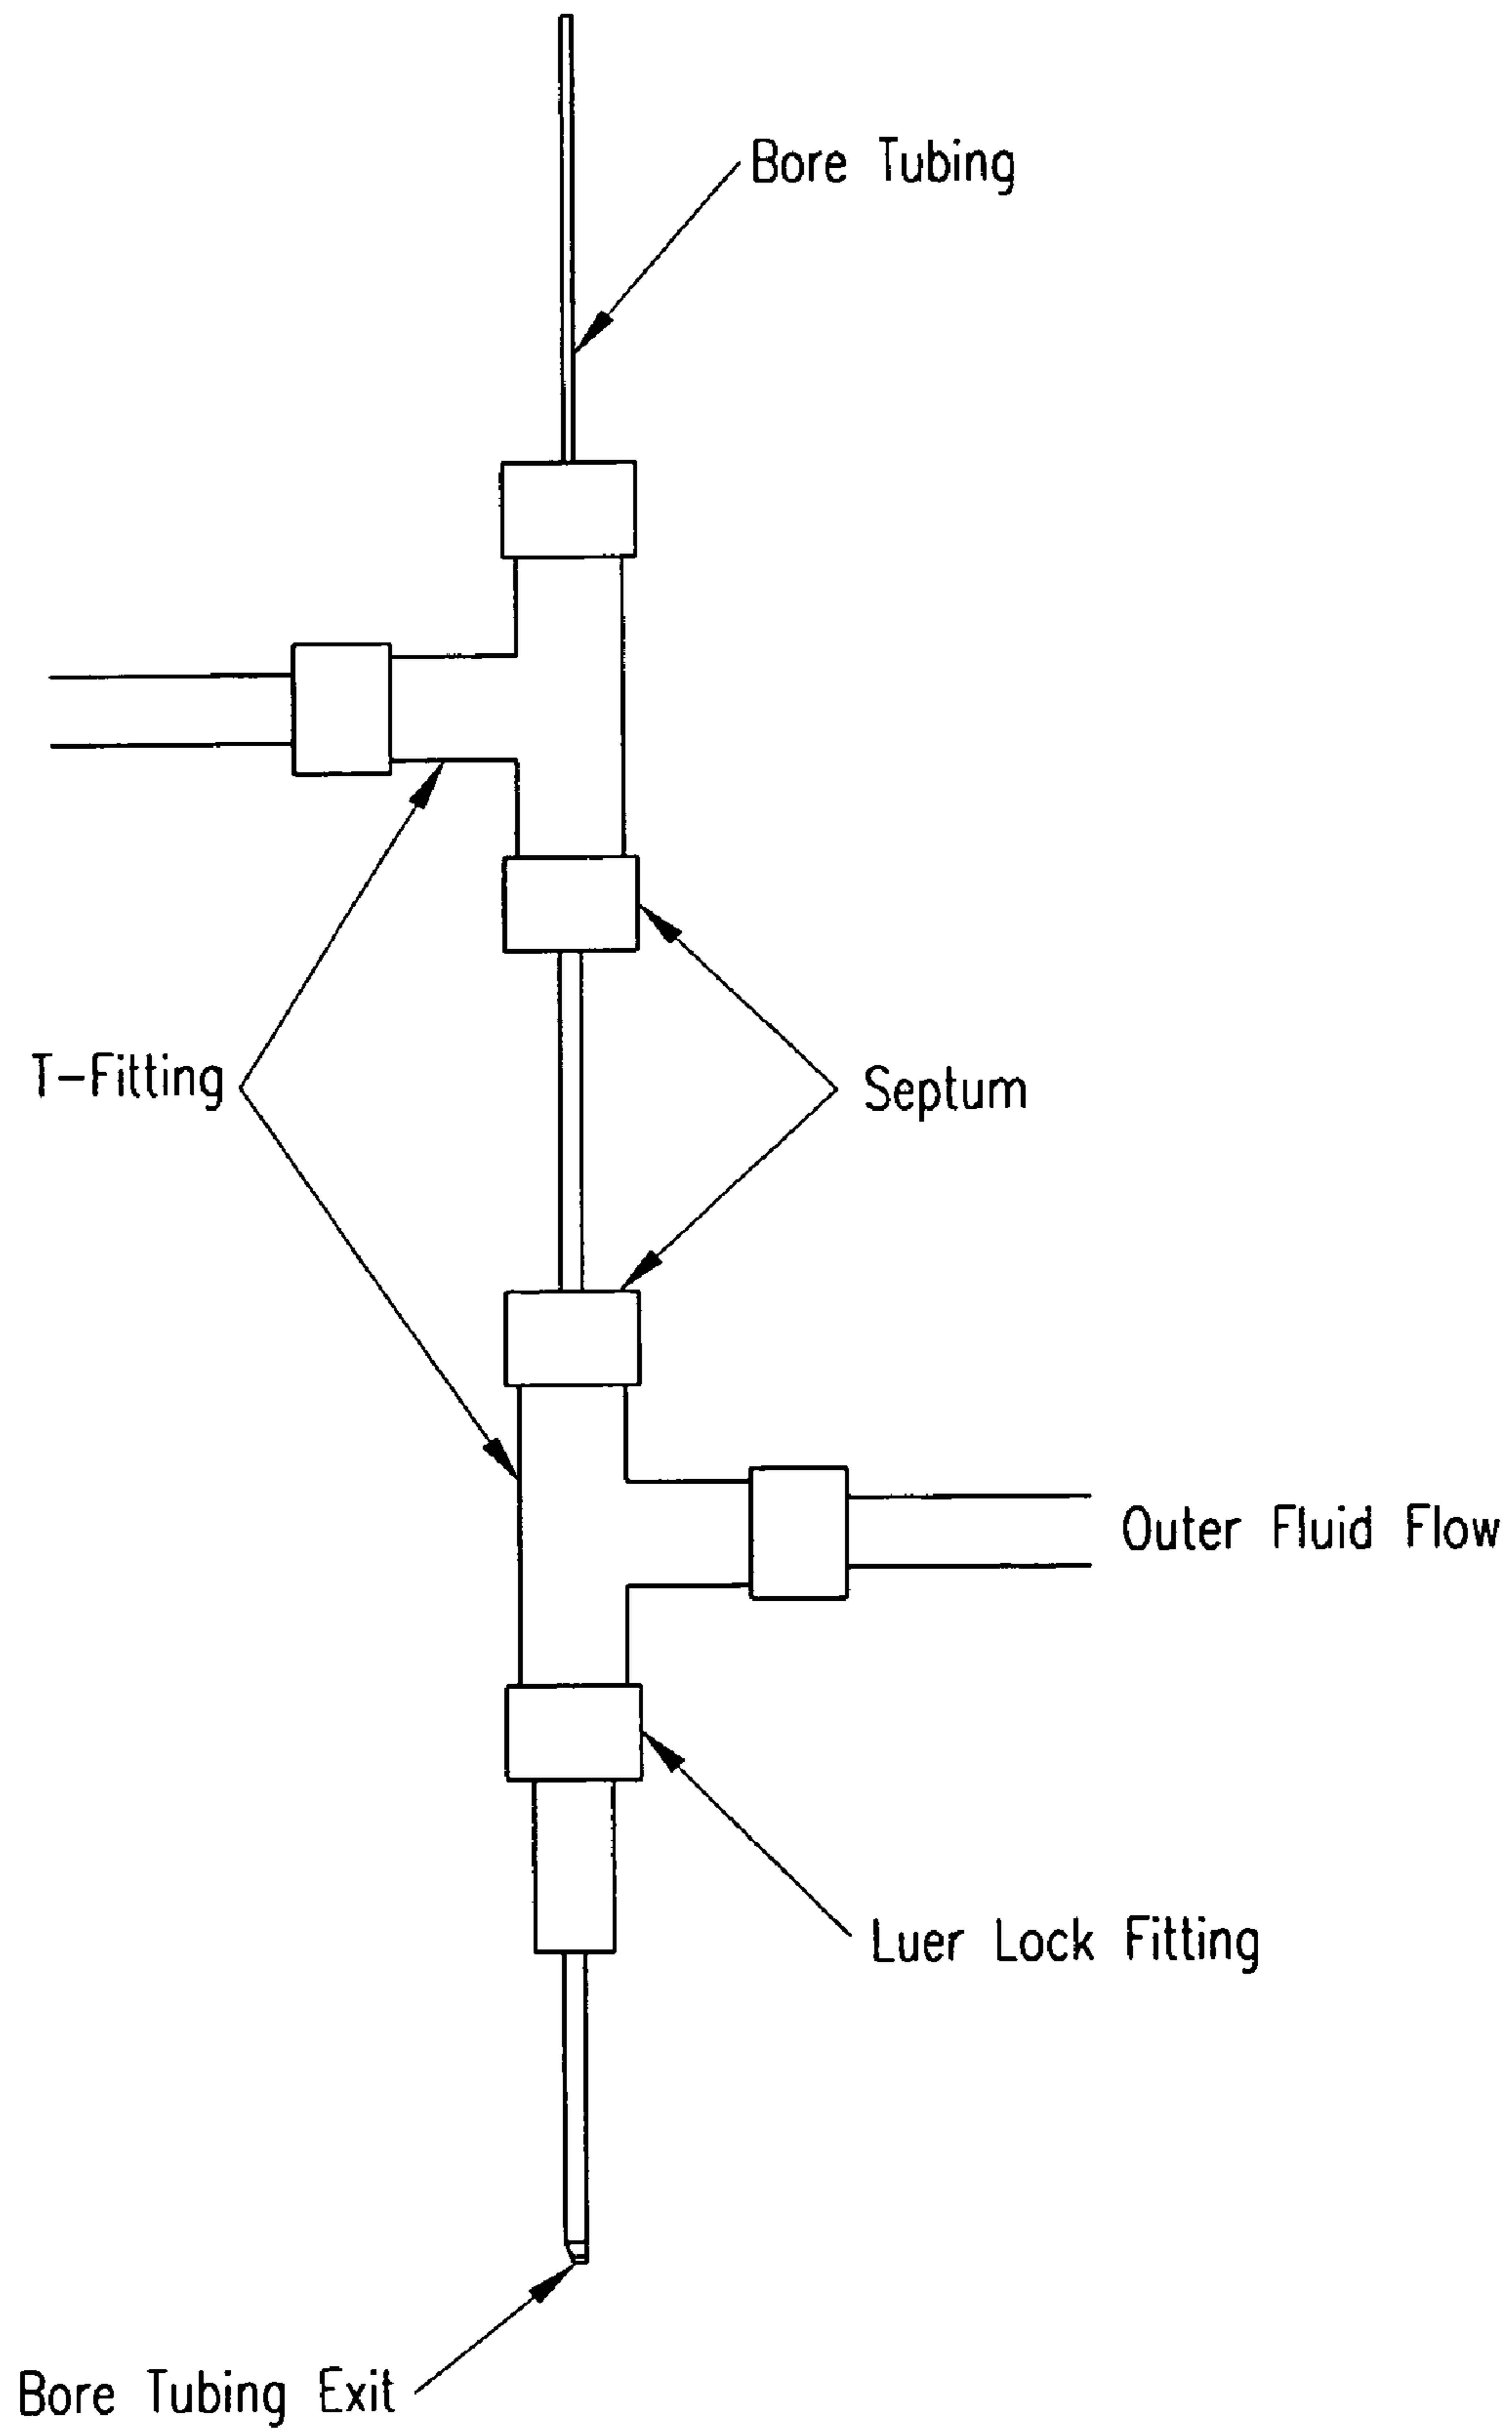 Bore Tubing
T-Fitting
Septum
Outer Fluid Flow
Luer Lock Fitting
Bore Tubing Exit